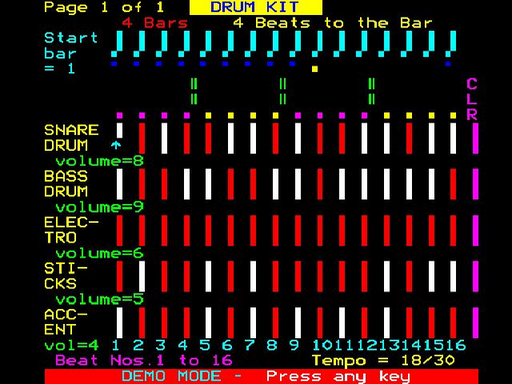 Page 1 of 1 DRUM KIT
4 Bars 4 Beats to the Bar
Start
bar
= 1
C
L
R
SNARE
DRUM
volume=8
BASS
DRUM
volume=9
ELEC-
TRO
volume=6
STI-
CKS
volume=5
ACC-
ENT
vol=4 1 2 3 4 5 6 7 8 9 10 11 12 13 14 15 16
Beat Nos.1 to 16 Tempo = 18/30
DEMO MODE - Press any key